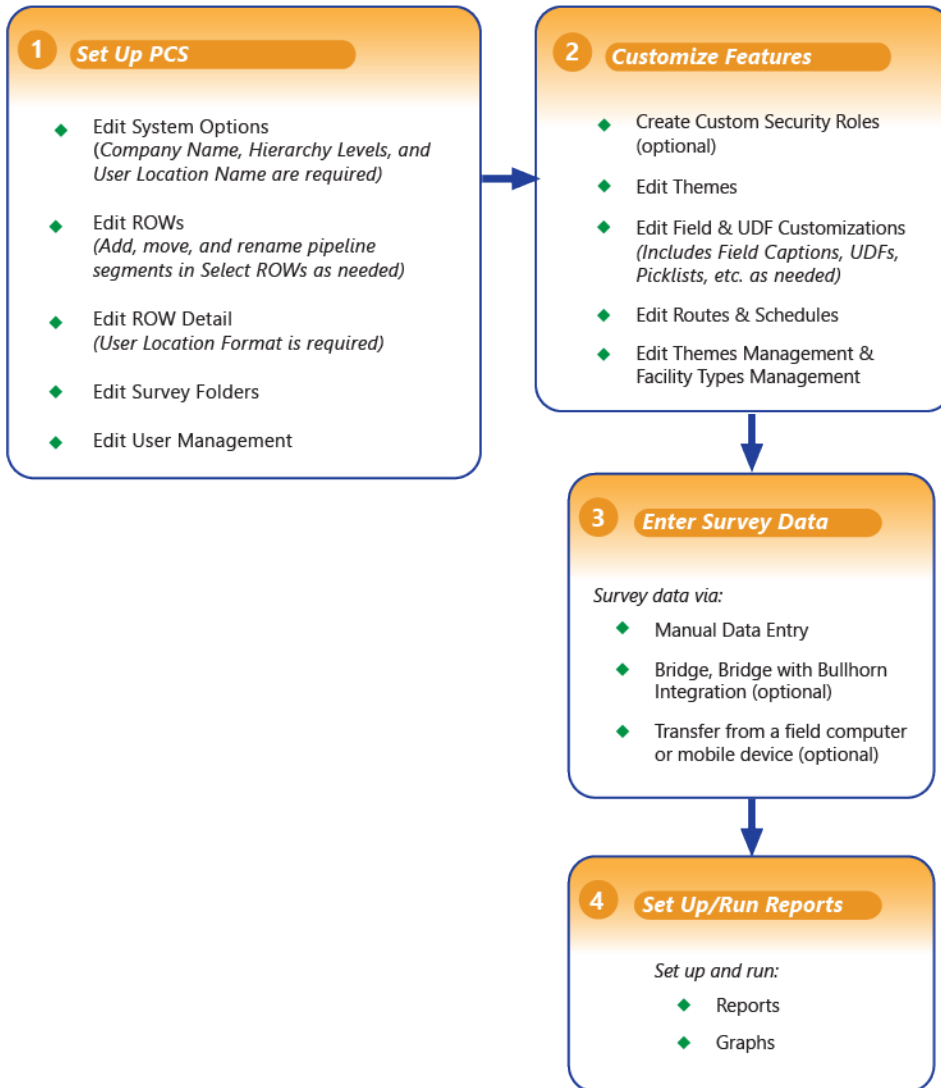 1 Set Up PCS
Edit System Options
(Company Name, Hierarchy Levels, and
User Location Name are required)
Edit ROWs
(Add, move, and rename pipeline
segments in Select ROWs as needed)
Edit ROW Detail
(User Location Format is required)
Edit Survey Folders
Edit User Management
2 Customize Features
Create Custom Security Roles
(optional)
Edit Themes
Edit Field & UDF Customizations
(Includes Field Captions, UDFs,
Picklists, etc. as needed)
Edit Routes & Schedules
Edit Themes Management &
Facility Types Management
3 Enter Survey Data
Survey data via:
Manual Data Entry
Bridge, Bridge with Bullhorn
Integration (optional)
Transfer from a field computer
or mobile device (optional)
4 Set Up/Run Reports
Set up and run:
Reports
Graphs